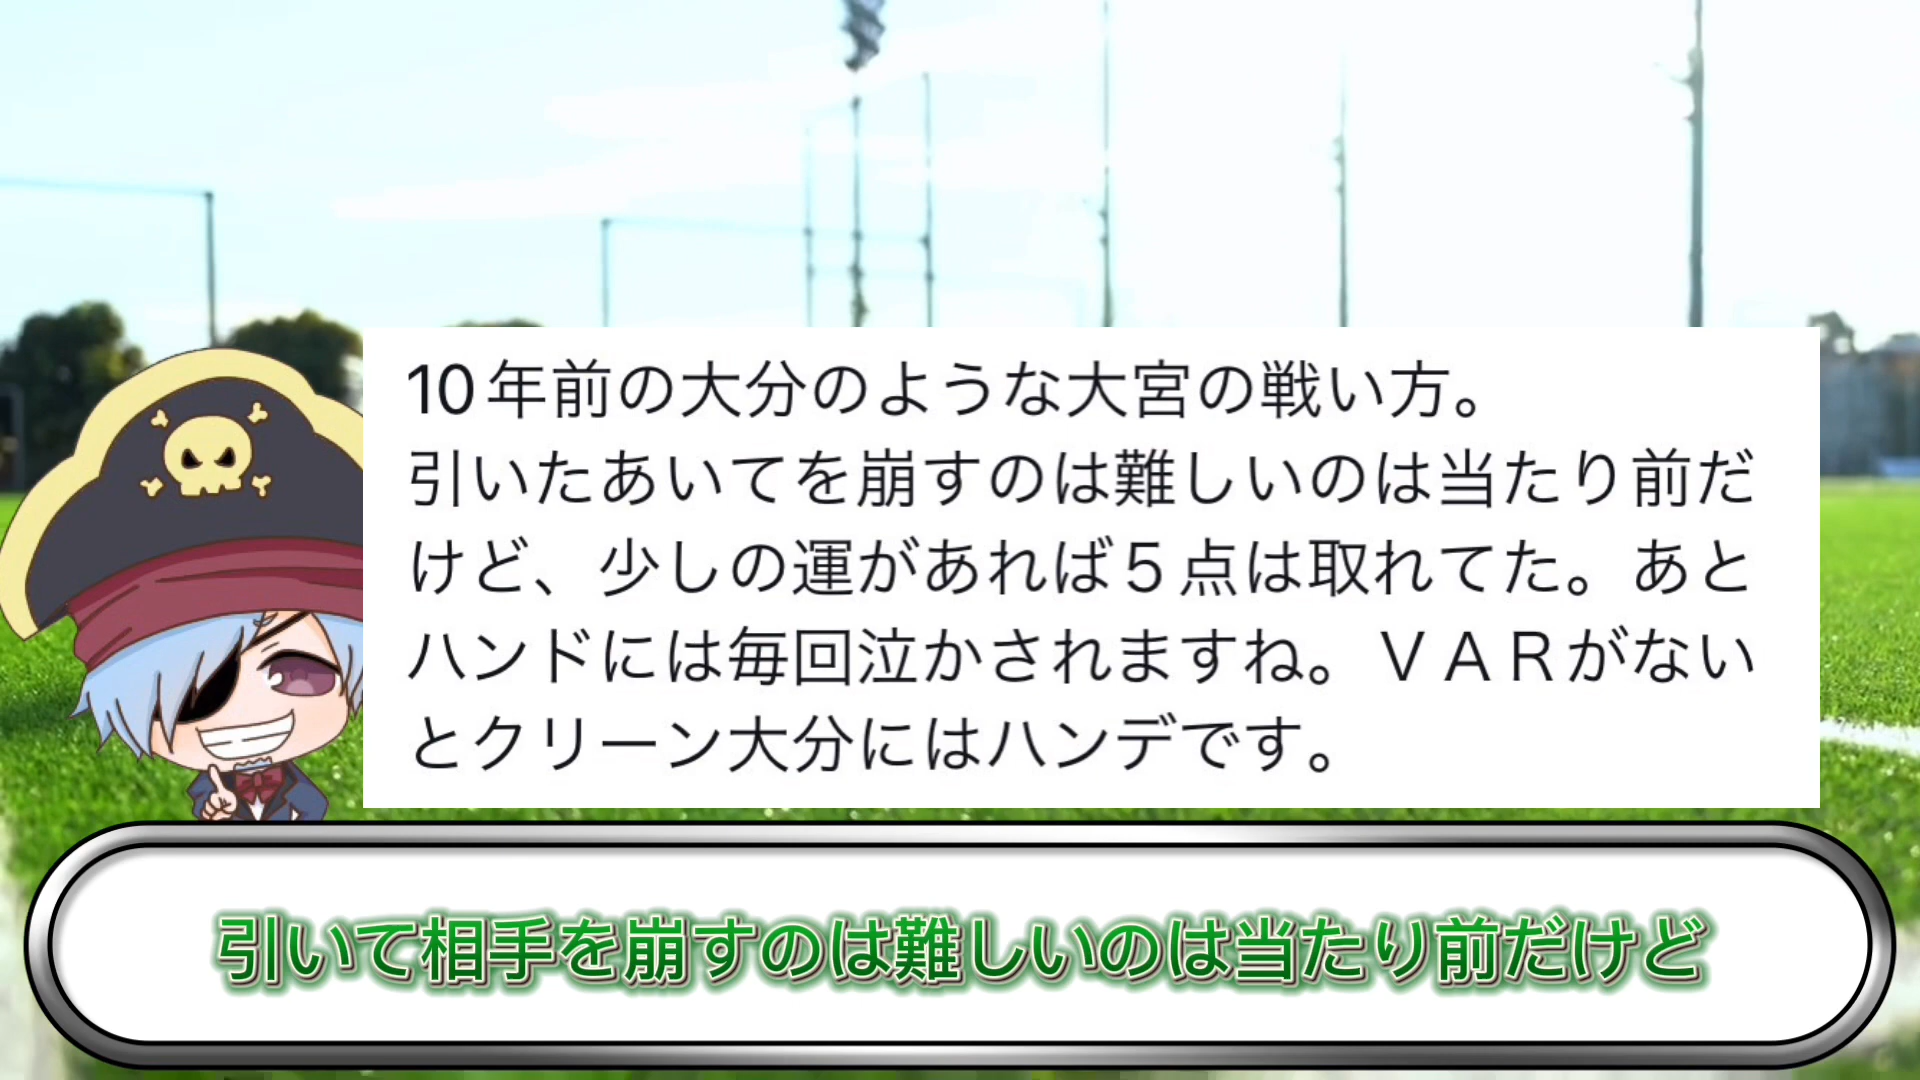 10年前の大分のような大宮の戦い方。
引いたあいてを崩すのは難しいのは当たり前だ
けど、少しの運があれば５点は取れてた。あと
ハンドには毎回泣かされますね。ＶＡＲがない
とクリーン大分にはハンデです。
引いて相手を崩すのは難しいのは当たり前だけど